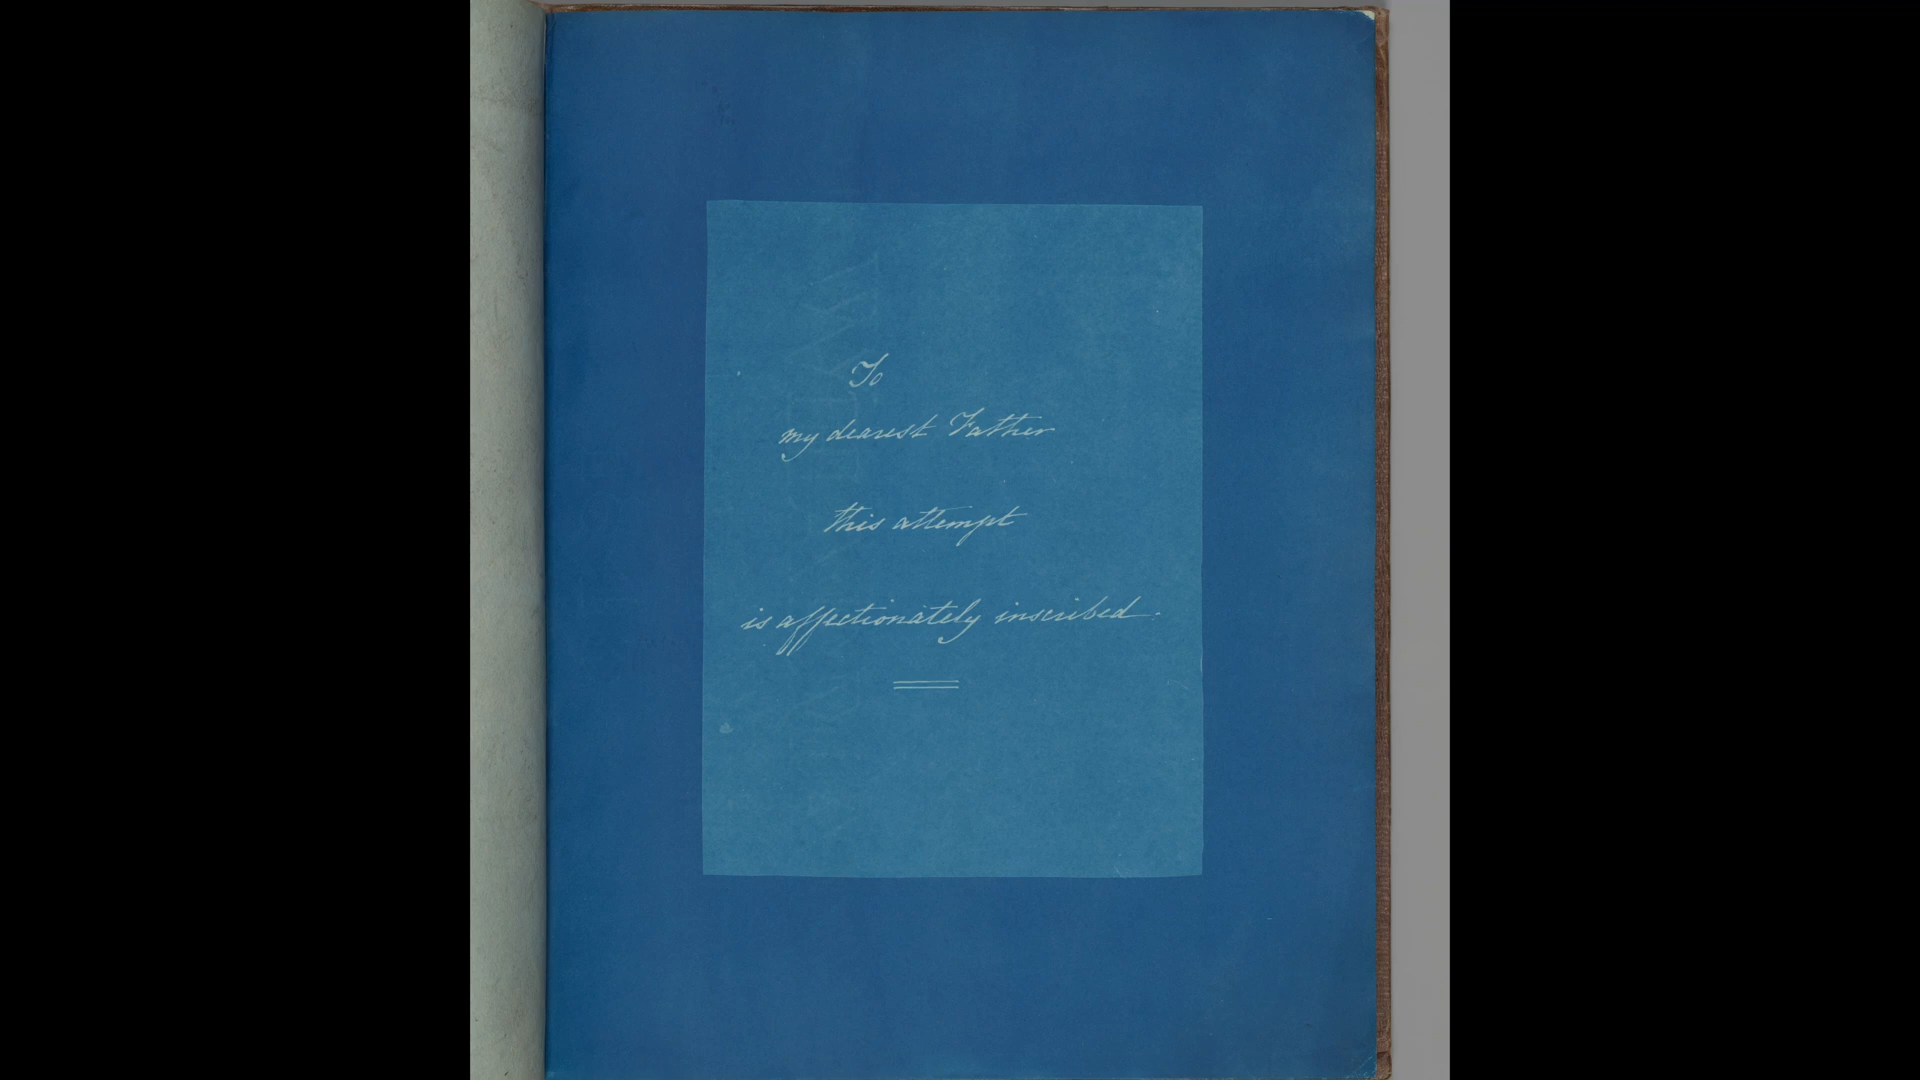 To
my dearest Father
this attempt
is affectionately inscribed.